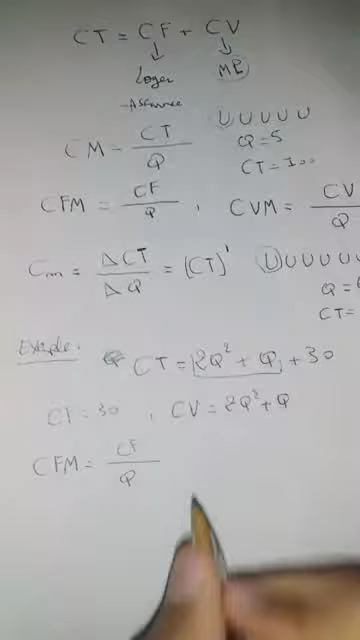 CT = CF + CV
Loyer MP
-Assurance
U U U U U
CM = CT / Q Q = 5
CT = 100
CFM = CF / Q , CVM = CV / Q
Cm = ΔCT / ΔQ = (CT)' U U U U U
Q =
CT =
Exemple. CT = 2Q² + Q + 30
CF = 30 , CV = 2Q² + Q
CFM = CF / Q